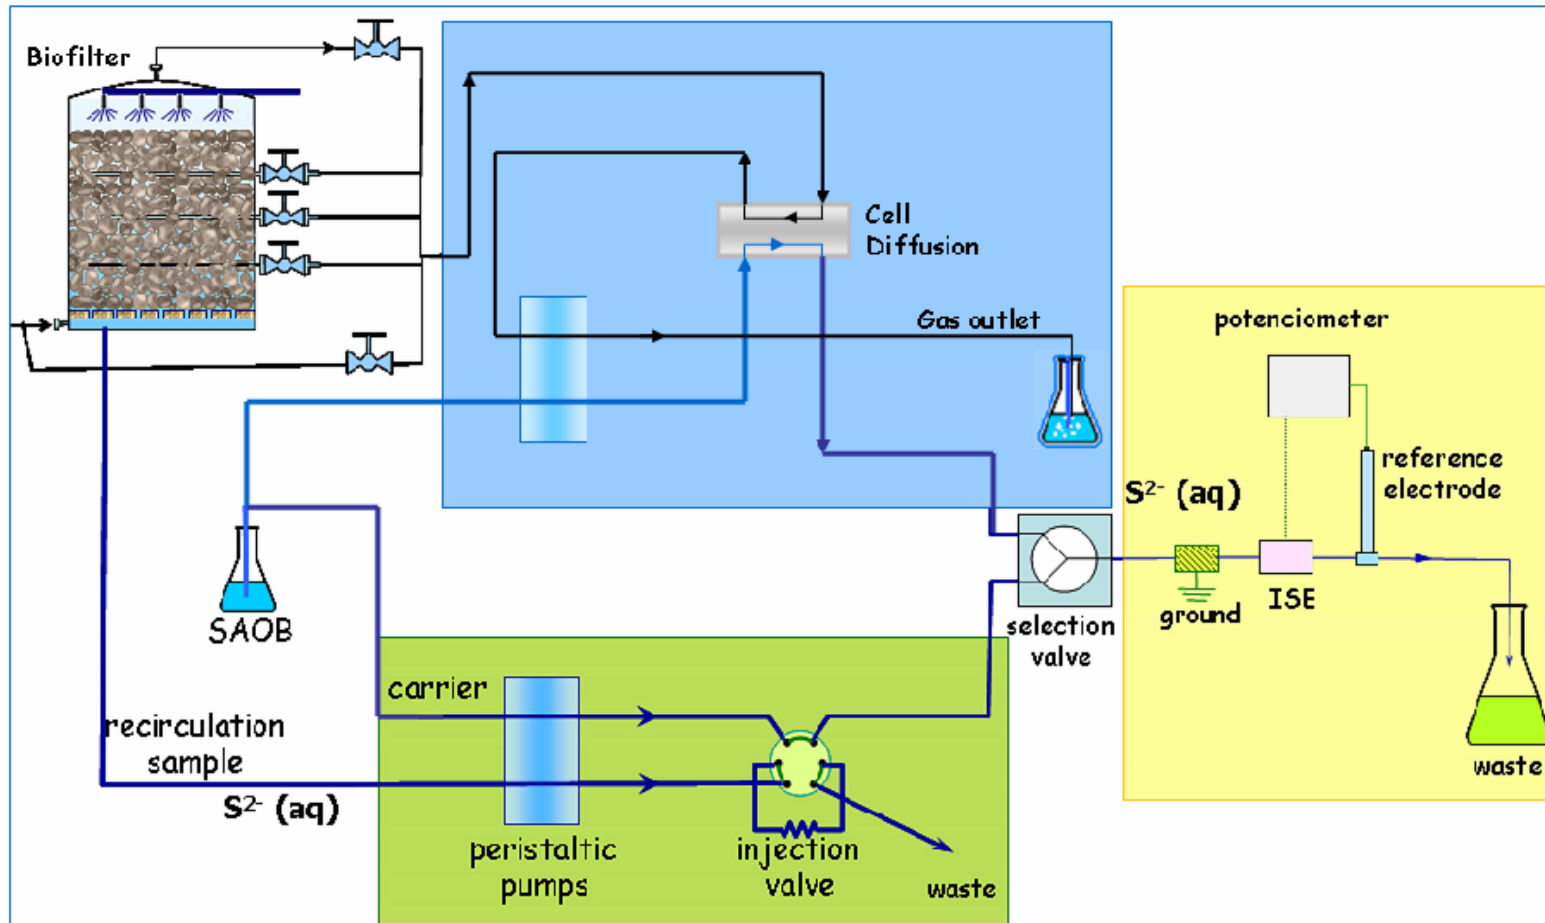 Biofilter
Cell
Diffusion
Gas outlet
potenciometer
reference
electrode
S²⁻ (aq)
ground
ISE
selection
valve
waste
SAOB
carrier
recirculation
sample
S²⁻ (aq)
peristaltic
pumps
injection
valve
waste